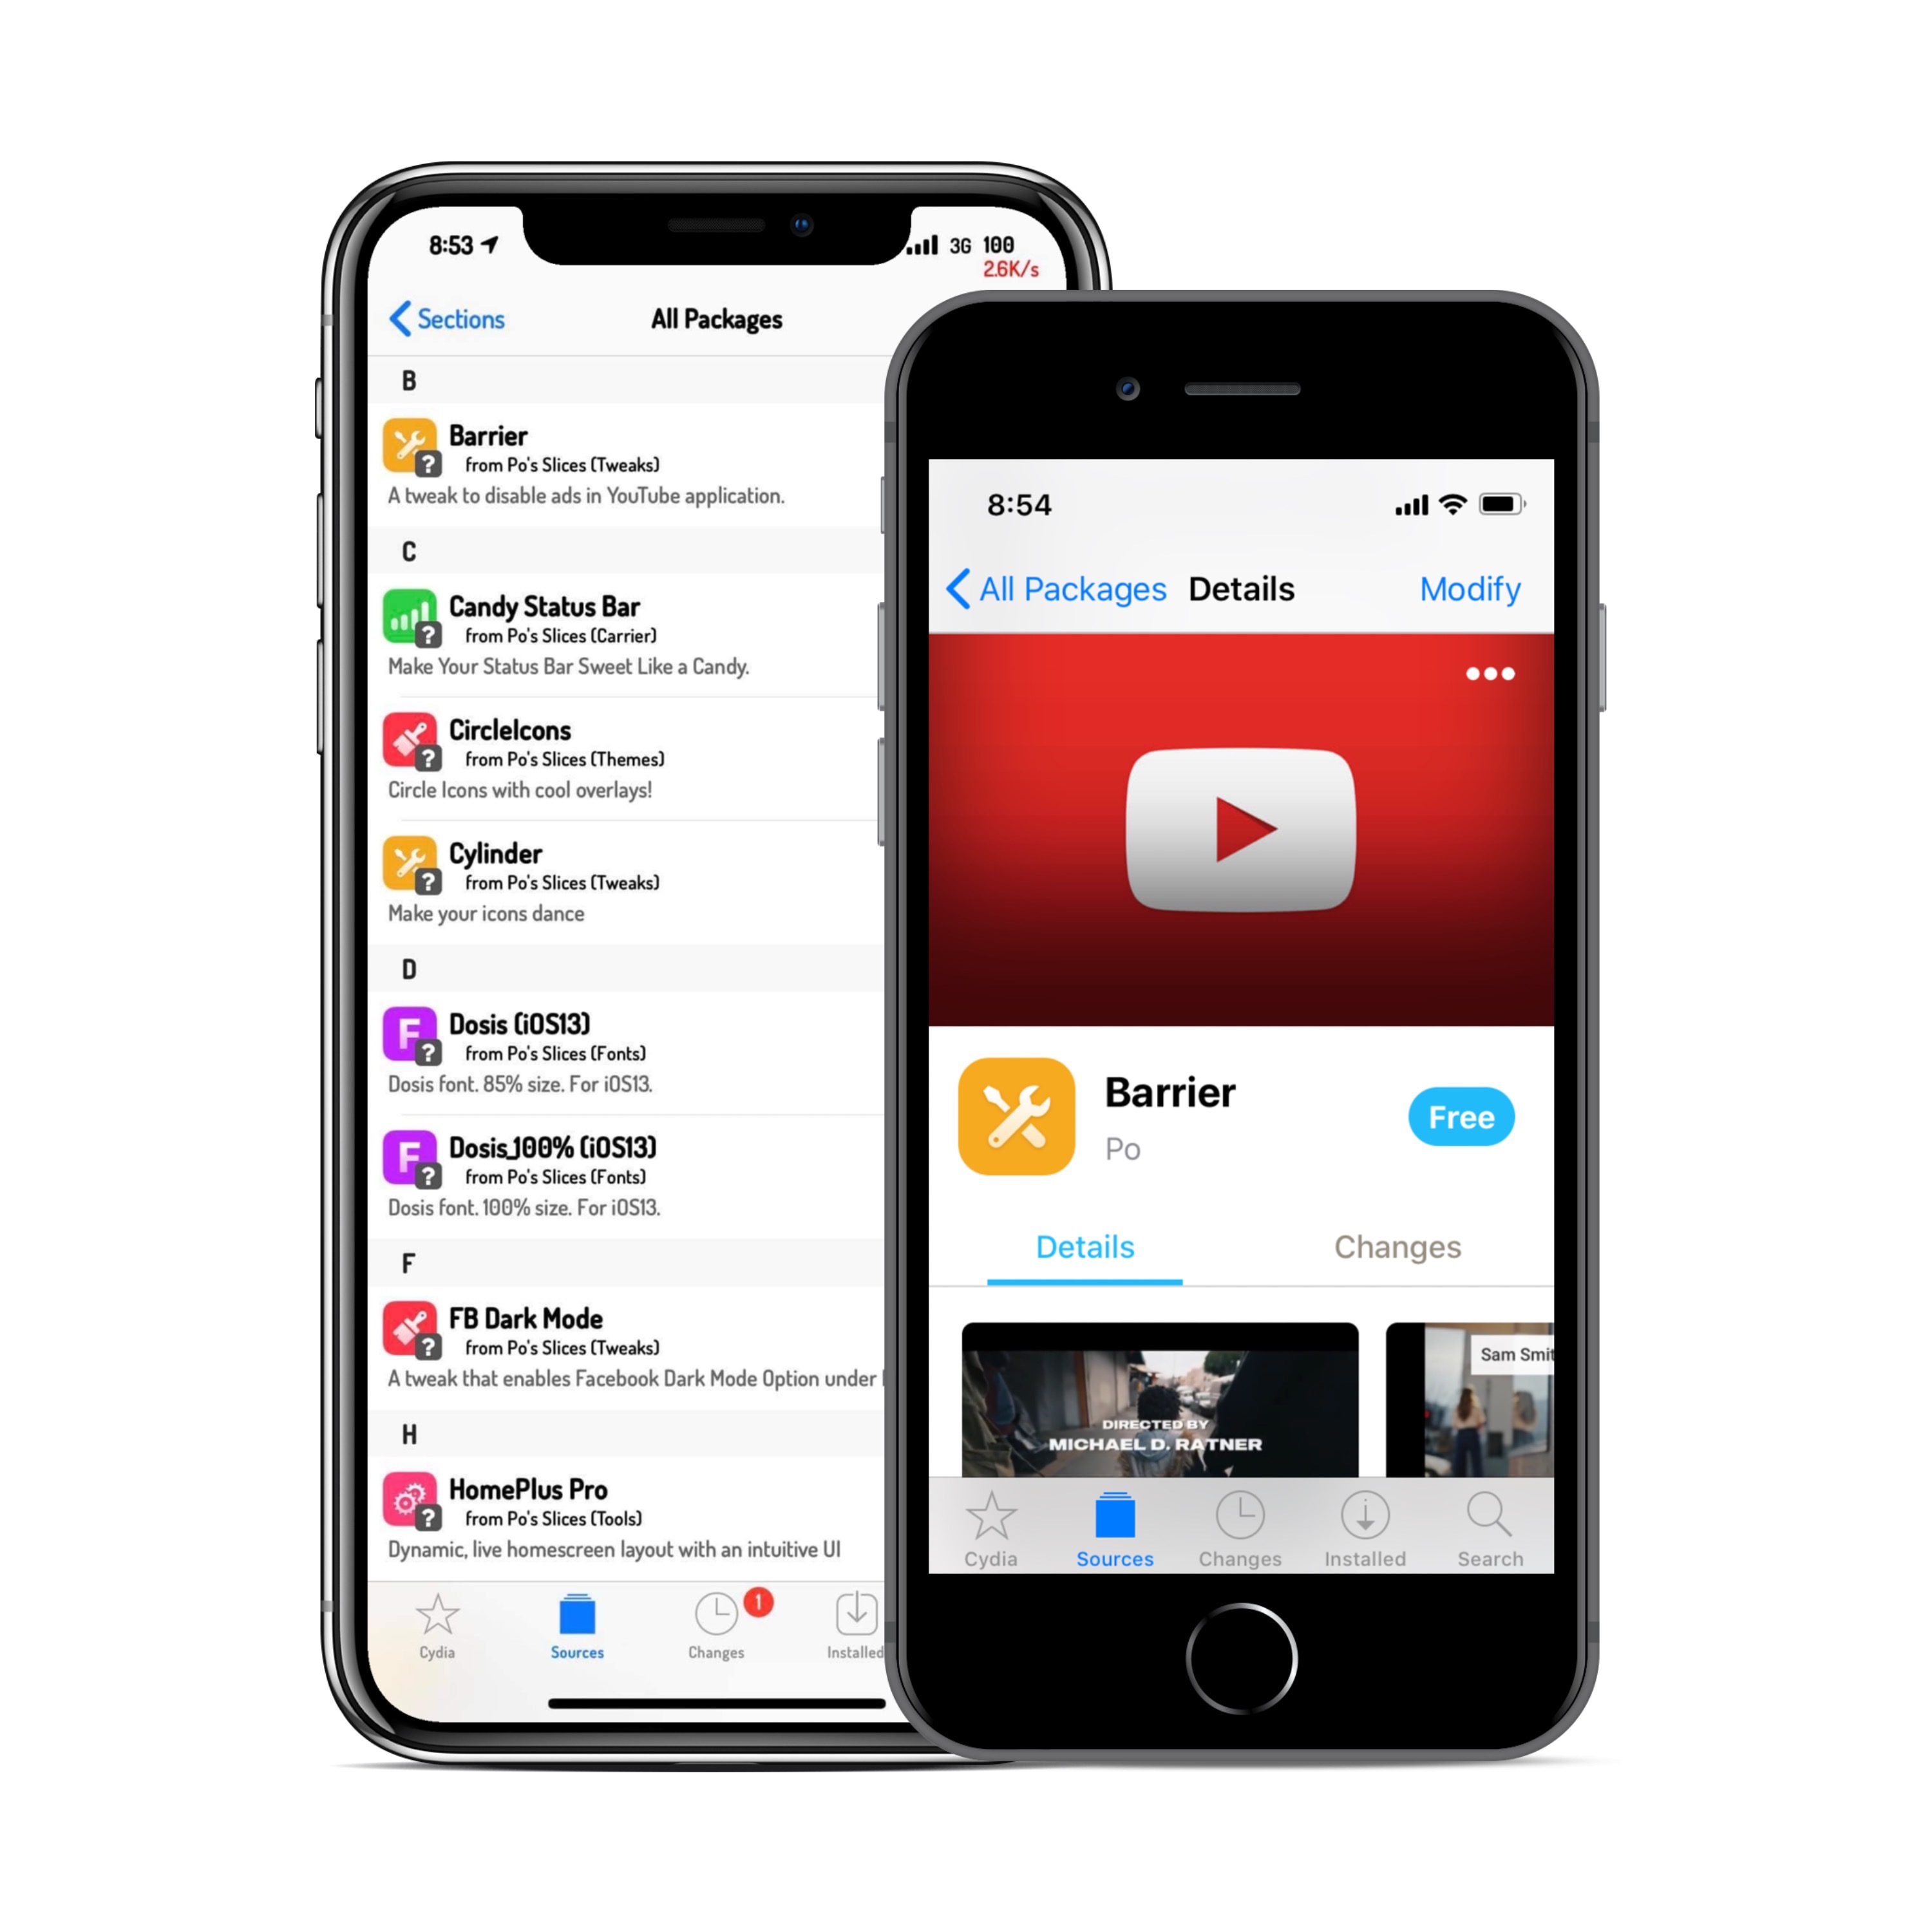 8:53
3G 100
2.6K/s
Sections
All Packages
B
Barrier
from Po's Slices (Tweaks)
A tweak to disable ads in YouTube application.
C
Candy Status Bar
from Po's Slices (Carrier)
Make Your Status Bar Sweet Like a Candy.
CircleIcons
from Po's Slices (Themes)
Circle Icons with cool overlays!
Cylinder
from Po's Slices (Tweaks)
Make your icons dance
D
F
Dosis (iOS13)
from Po's Slices (Fonts)
Dosis font. 85% size. For iOS13.
F
Dosis_100% (iOS13)
from Po's Slices (Fonts)
Dosis font. 100% size. For iOS13.
F
FB Dark Mode
from Po's Slices (Tweaks)
A tweak that enables Facebook Dark Mode Option under
H
HomePlus Pro
from Po's Slices (Tools)
Dynamic, live homescreen layout with an intuitive UI
1
Cydia
Sources
Changes
Installed
8:54
All Packages
Details
Modify
Barrier
Po
Free
Details
Changes
DIRECTED BY
MICHAEL D. RATNER
Sam Smit
Cydia
Sources
Changes
Installed
Search